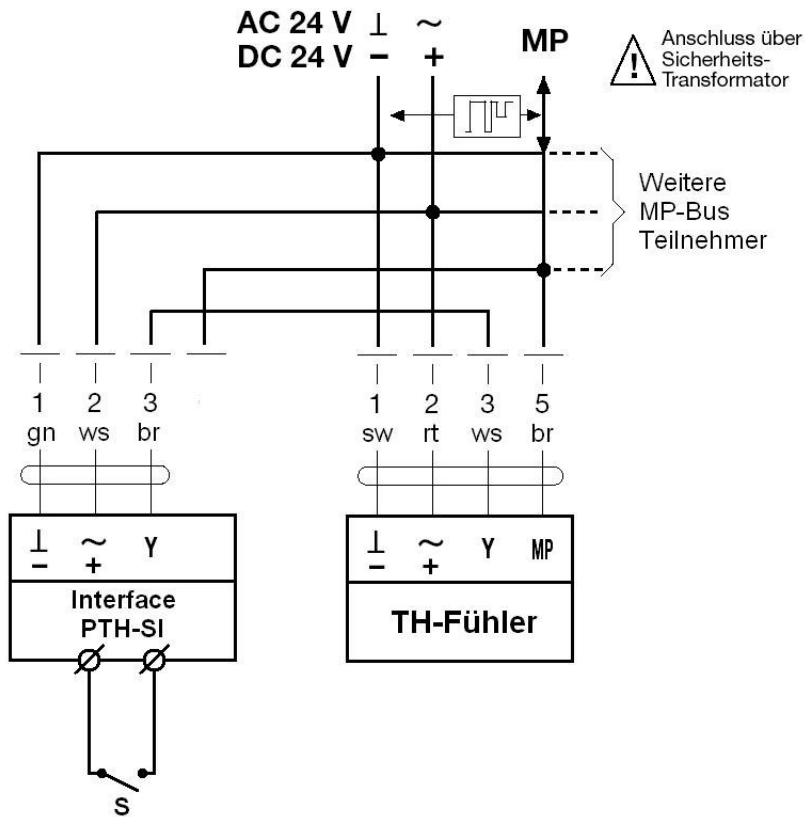 AC 24 V ⊥ ~
DC 24 V – +
MP
Anschluss über
Sicherheits-
Transformator
Weitere
MP-Bus
Teilnehmer
1 2 3
gn ws br
1 2 3 5
sw rt ws br
⊥ ~ Y
– +
Interface
PTH-SI
⊥ ~ Y MP
– +
TH-Fühler
S